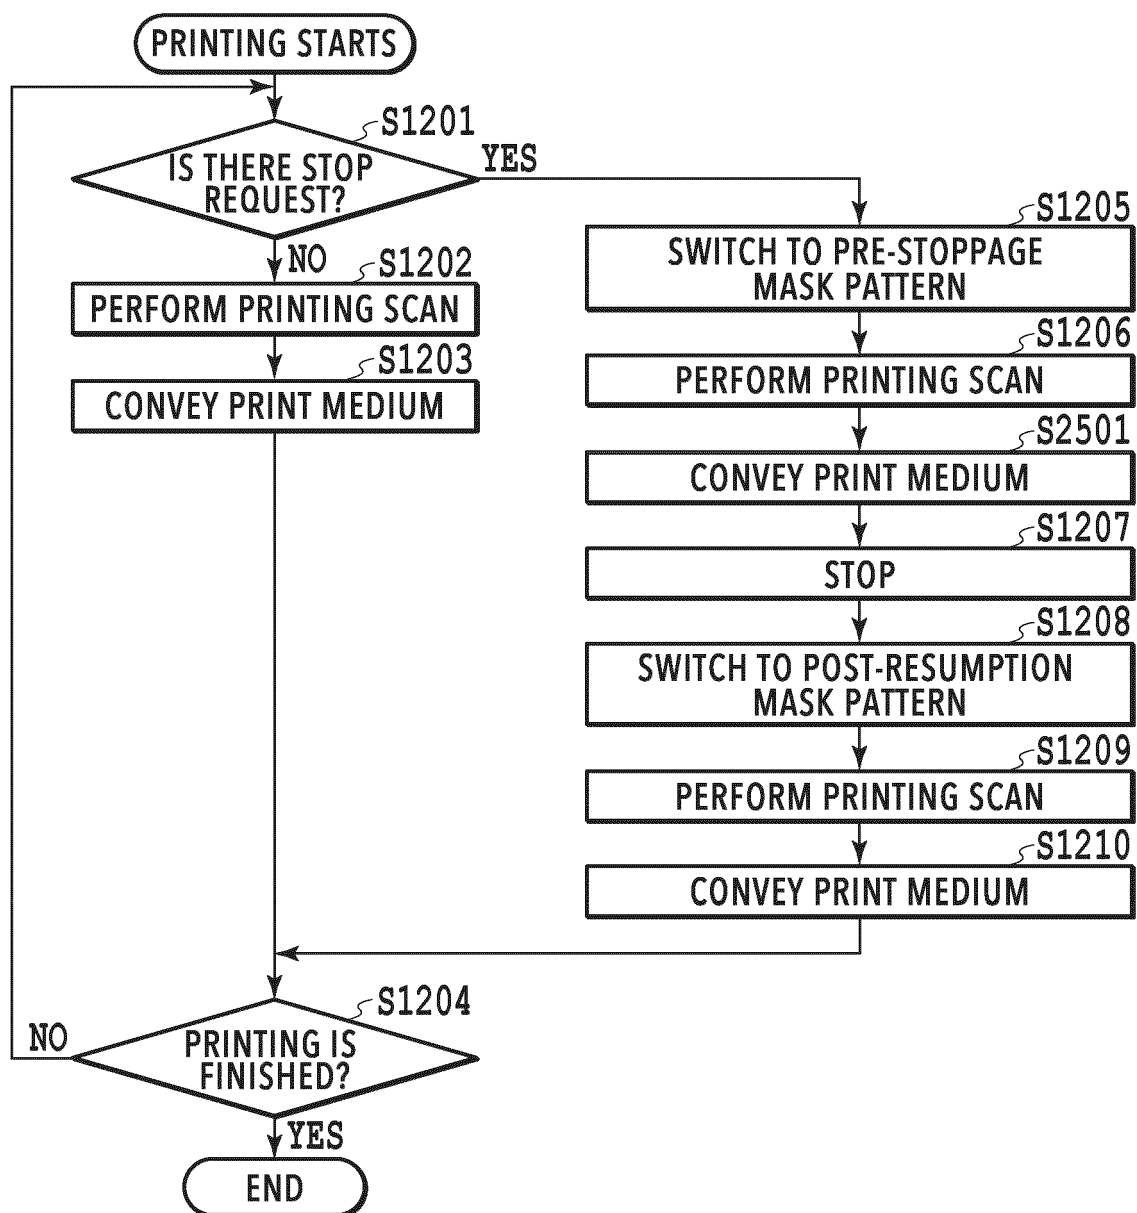 PRINTING STARTS
S1201
IS THERE STOP
REQUEST?
YES
NO
S1202
PERFORM PRINTING SCAN
S1203
CONVEY PRINT MEDIUM
S1205
SWITCH TO PRE-STOPPAGE
MASK PATTERN
S1206
PERFORM PRINTING SCAN
S2501
CONVEY PRINT MEDIUM
S1207
STOP
S1208
SWITCH TO POST-RESUMPTION
MASK PATTERN
S1209
PERFORM PRINTING SCAN
S1210
CONVEY PRINT MEDIUM
S1204
PRINTING IS
FINISHED?
NO
YES
END